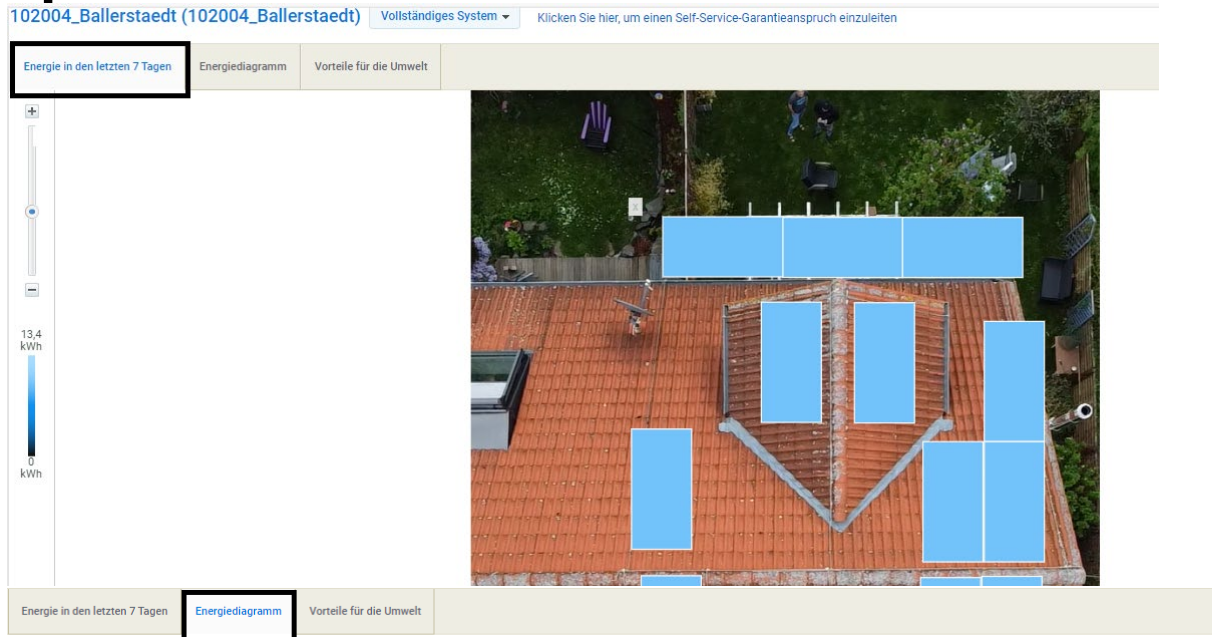 102004_Ballerstaedt (102004_Ballerstaedt) Vollständiges System Klicken Sie hier, um einen Self-Service-Garantieanspruch einzuleiten
Energie in den letzten 7 Tagen Energiediagramm Vorteile für die Umwelt
+
X
−
13,4
kWh
0
kWh
Energie in den letzten 7 Tagen Energiediagramm Vorteile für die Umwelt